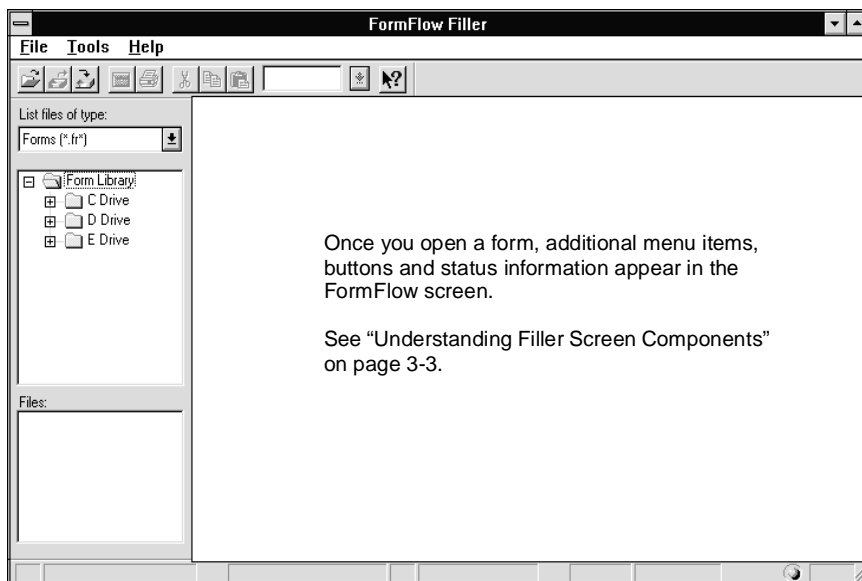 FormFlow Filler
File Tools Help
List files of type:
Forms (*.fr*)
Form Library
C Drive
D Drive
E Drive
Files:
Once you open a form, additional menu items,
buttons and status information appear in the
FormFlow screen.
See “Understanding Filler Screen Components”
on page 3-3.